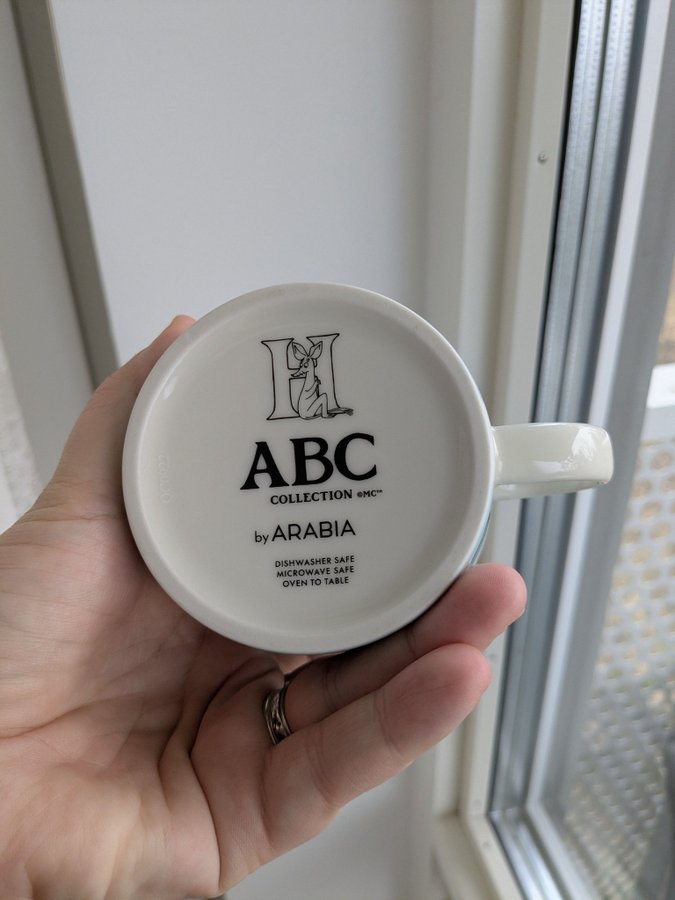 H
ABC
COLLECTION ©MC™
by ARABIA
DISHWASHER SAFE
MICROWAVE SAFE
OVEN TO TABLE